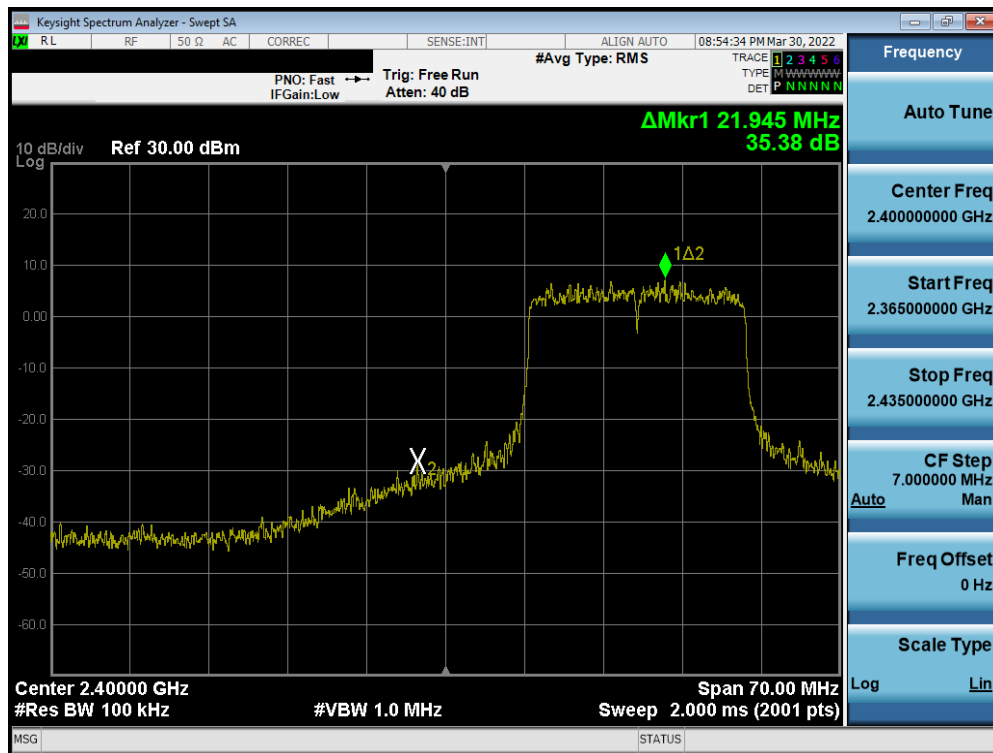 Keysight Spectrum Analyzer - Swept SA
LXI RL RF 50 Ω AC CORREC SENSE:INT ALIGN AUTO 08:54:34 PM Mar 30, 2022
Frequency
PNO: Fast
IFGain:Low
Trig: Free Run
Atten: 40 dB
#Avg Type: RMS
TRACE 1 2 3 4 5 6
TYPE M WWWWW
DET P N N N N N
Auto Tune
ΔMkr1 21.945 MHz
35.38 dB
10 dB/div Ref 30.00 dBm
Log
20.0
10.0
0.00
-10.0
-20.0
-30.0
-40.0
-50.0
-60.0
1Δ2
2
Center Freq
2.400000000 GHz
Start Freq
2.365000000 GHz
Stop Freq
2.435000000 GHz
CF Step
7.000000 MHz
Auto Man
Freq Offset
0 Hz
Scale Type
Log Lin
Center 2.40000 GHz Span 70.00 MHz
#Res BW 100 kHz #VBW 1.0 MHz Sweep 2.000 ms (2001 pts)
MSG STATUS